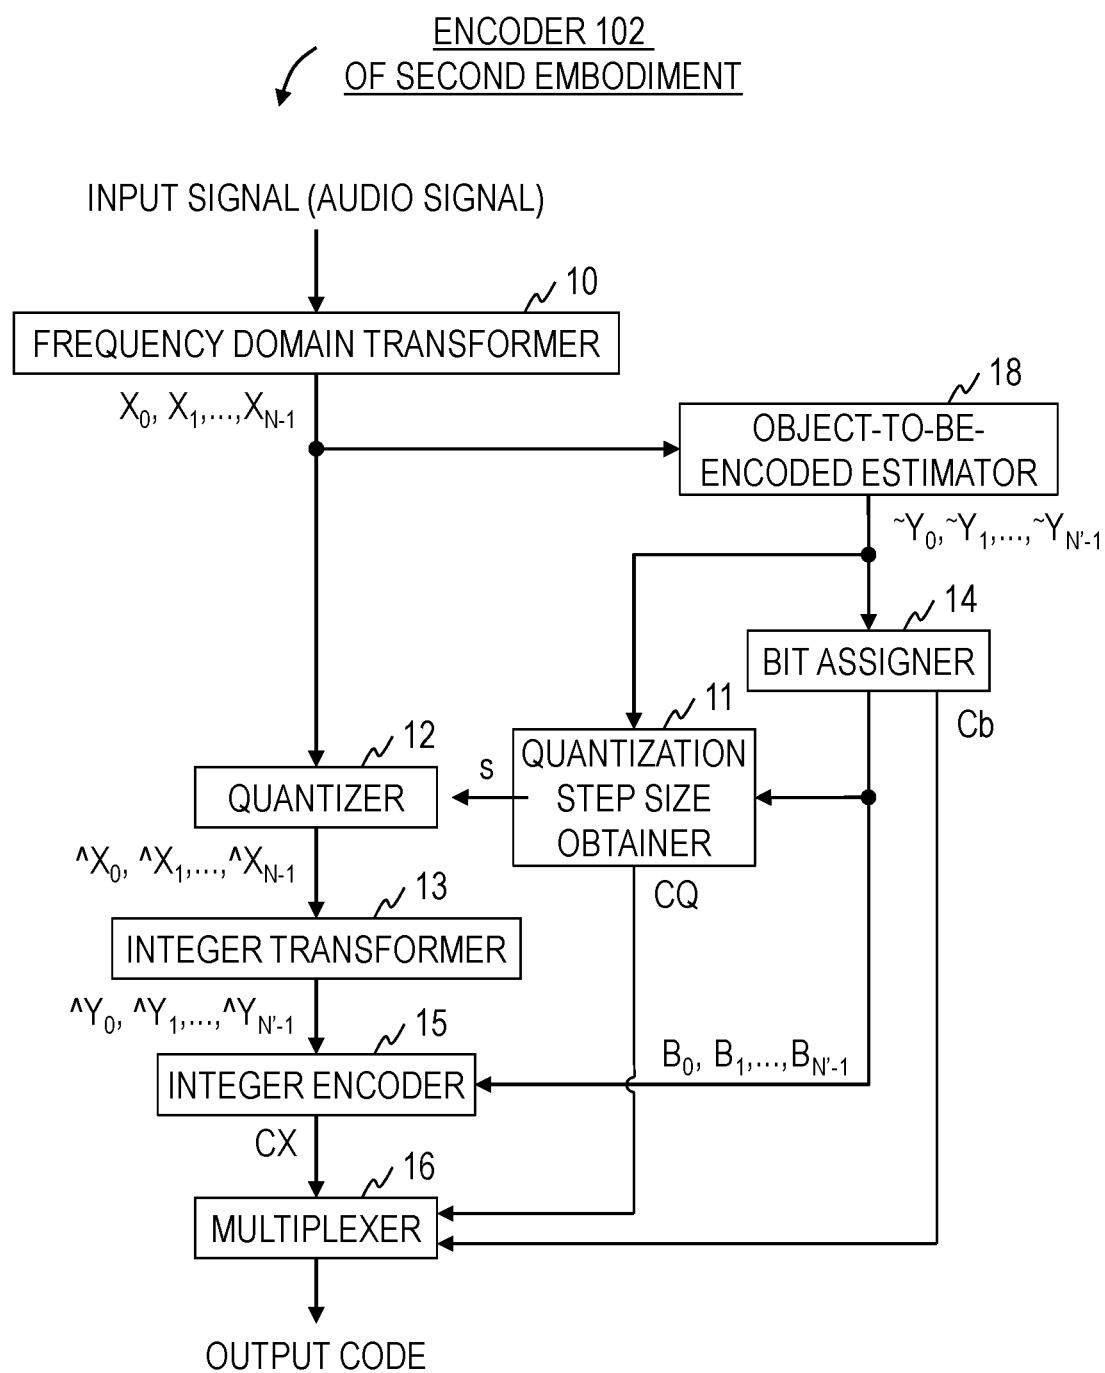 ENCODER 102
OF SECOND EMBODIMENT
INPUT SIGNAL (AUDIO SIGNAL)
10
FREQUENCY DOMAIN TRANSFORMER
X0, X1,...,XN-1
18
OBJECT-TO-BE-
ENCODED ESTIMATOR
~Y0,~Y1,...,~YN'-1
14
BIT ASSIGNER
Cb
11
QUANTIZATION
STEP SIZE
OBTAINER
s
12
QUANTIZER
^X0, ^X1,...,^XN-1
CQ
13
INTEGER TRANSFORMER
^Y0, ^Y1,...,^YN'-1
15
INTEGER ENCODER
B0, B1,...,BN'-1
CX
16
MULTIPLEXER
OUTPUT CODE